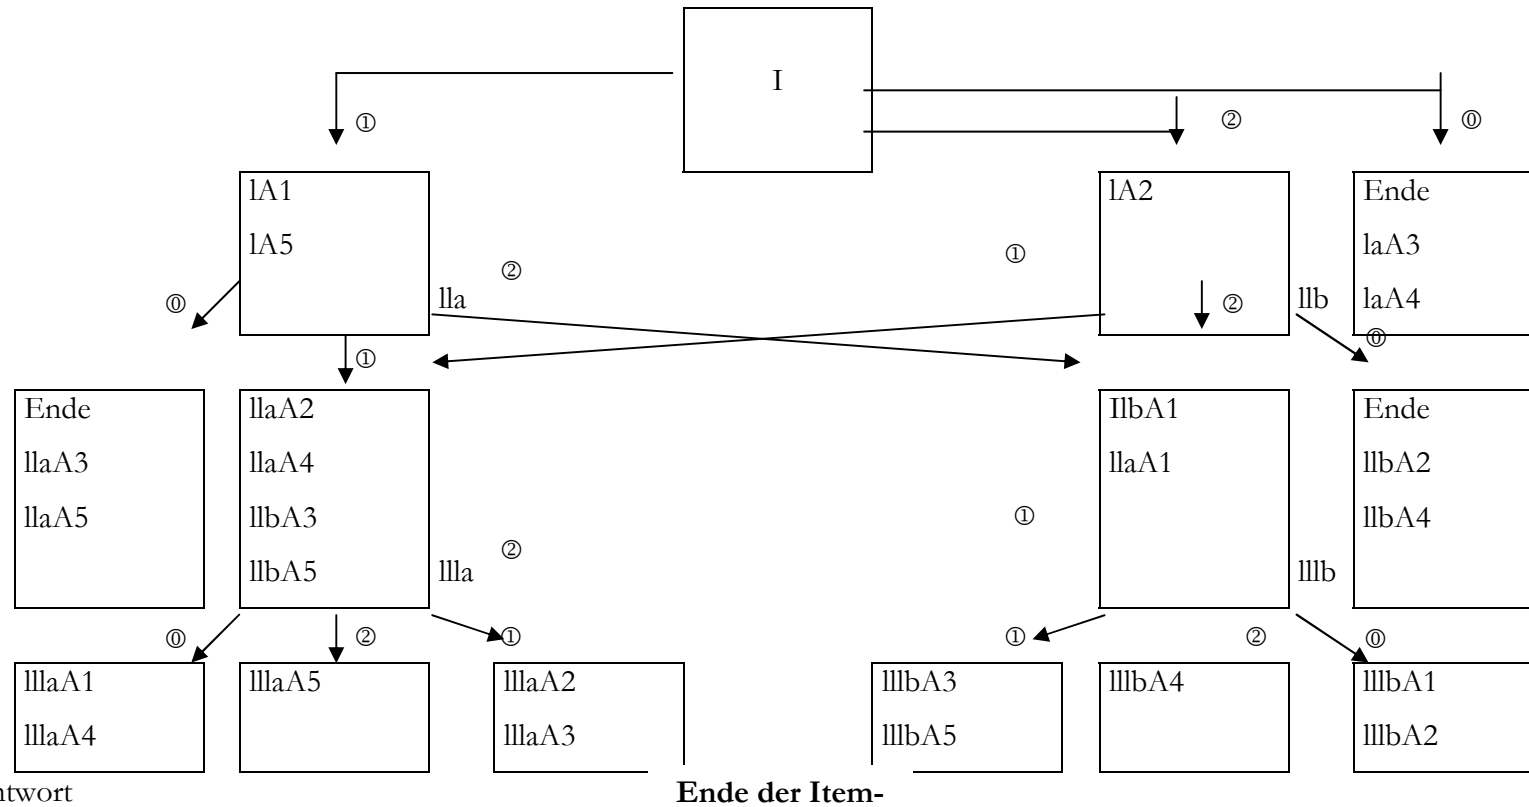 I
① ② ⓪
lA1 lA2 Ende
lA5 laA3
② ①
⓪ lla ② llb laA4
① ⓪
Ende llaA2 IlbA1 Ende
llaA3 llaA4 llaA1 llbA2
llaA5 llbA3 ① llbA4
②
llbA5 llla lllb
⓪ ② ① ① ② ⓪
lllaA1 lllaA5 lllaA2 lllbA3 lllbA4 lllbA1
lllaA4 lllaA3 lllbA5 lllbA2
ntwort Ende der Item-